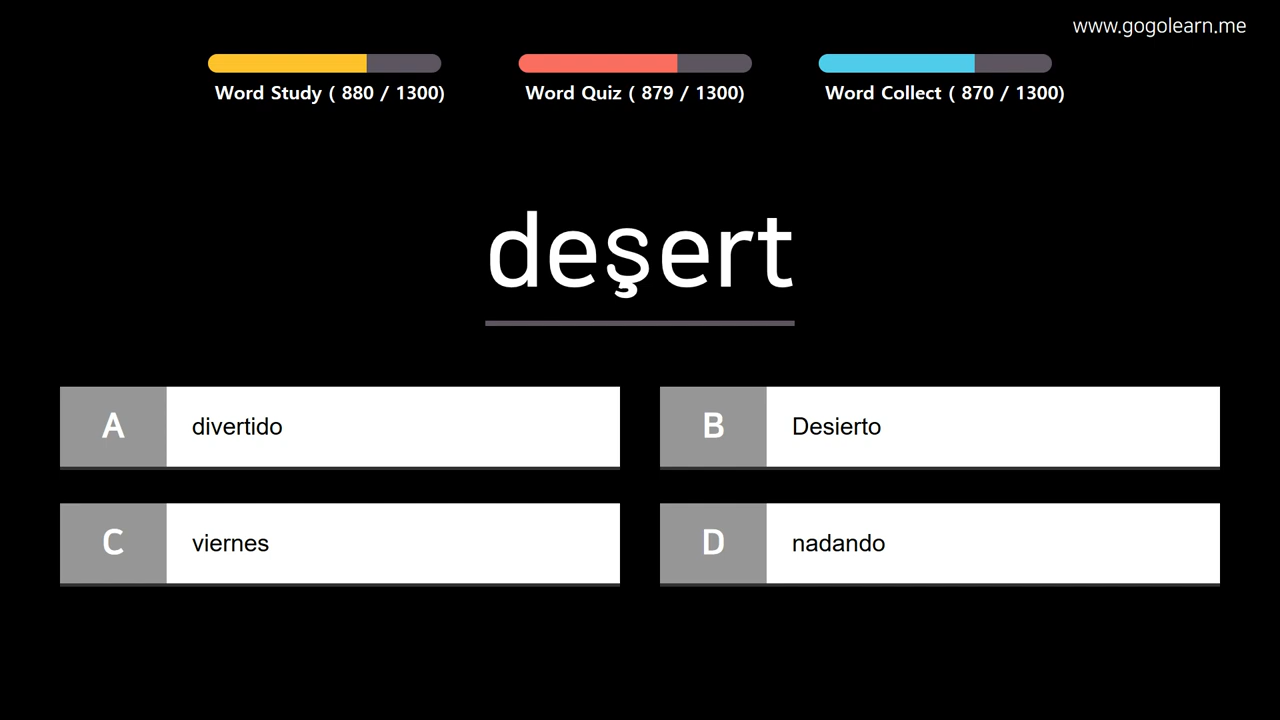 www.gogolearn.me
Word Study ( 880 / 1300)
Word Quiz ( 879 / 1300)
Word Collect ( 870 / 1300)
deşert
A divertido
B Desierto
C viernes
D nadando